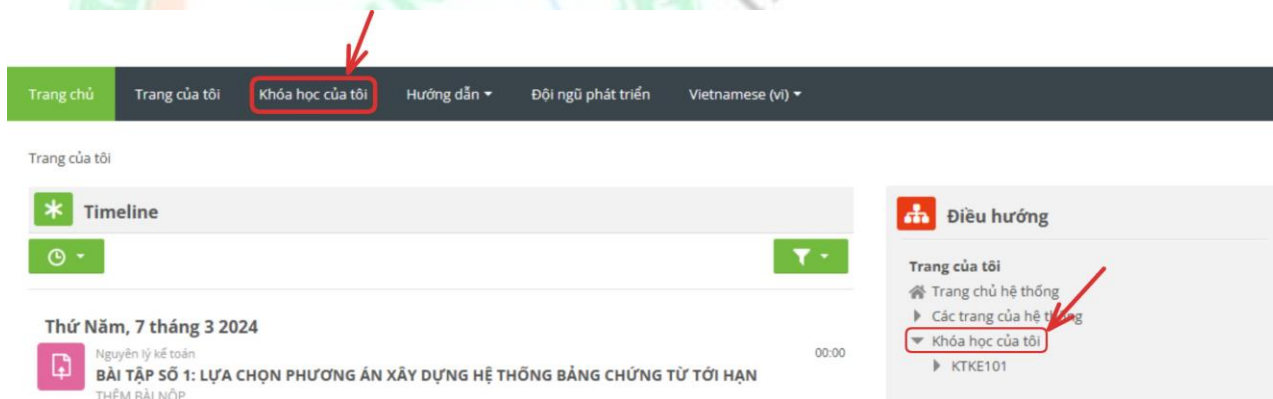 Trang chủ Trang của tôi Khóa học của tôi Hướng dẫn Đội ngũ phát triển Vietnamese (vi)
Trang của tôi
Timeline
Thứ Năm, 7 tháng 3 2024
Nguyên lý kế toán 00:00
BÀI TẬP SỐ 1: LỰA CHỌN PHƯƠNG ÁN XÂY DỰNG HỆ THỐNG BẢNG CHỨNG TỪ TỚI HẠN
THÊM BÀI NỘP
Điều hướng
Trang của tôi
Trang chủ hệ thống
Các trang của hệ thống
Khóa học của tôi
KTKE101